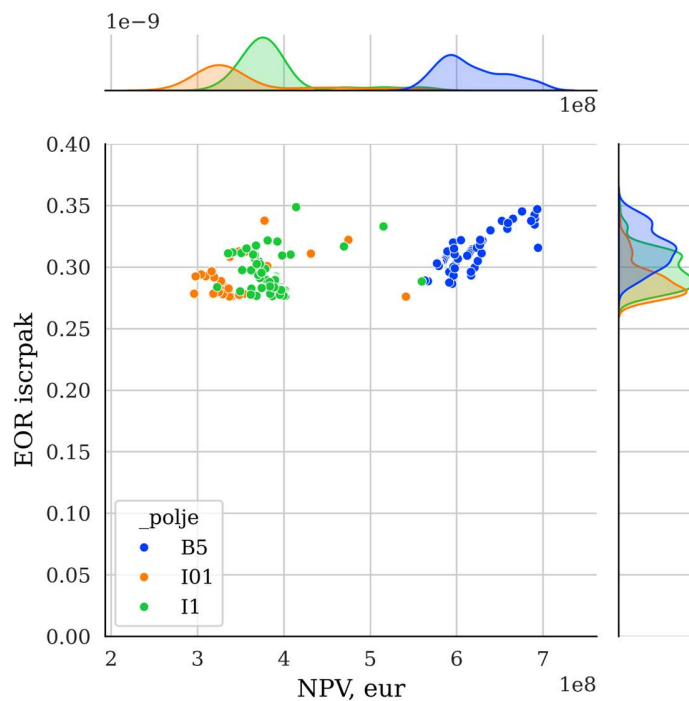 1e−9
1e8
0.40
0.35
0.30
0.25
0.20
0.15
0.10
0.05
0.00
EOR iscrpak
_polje
B5
I01
I1
2 3 4 5 6 7
1e8
NPV, eur